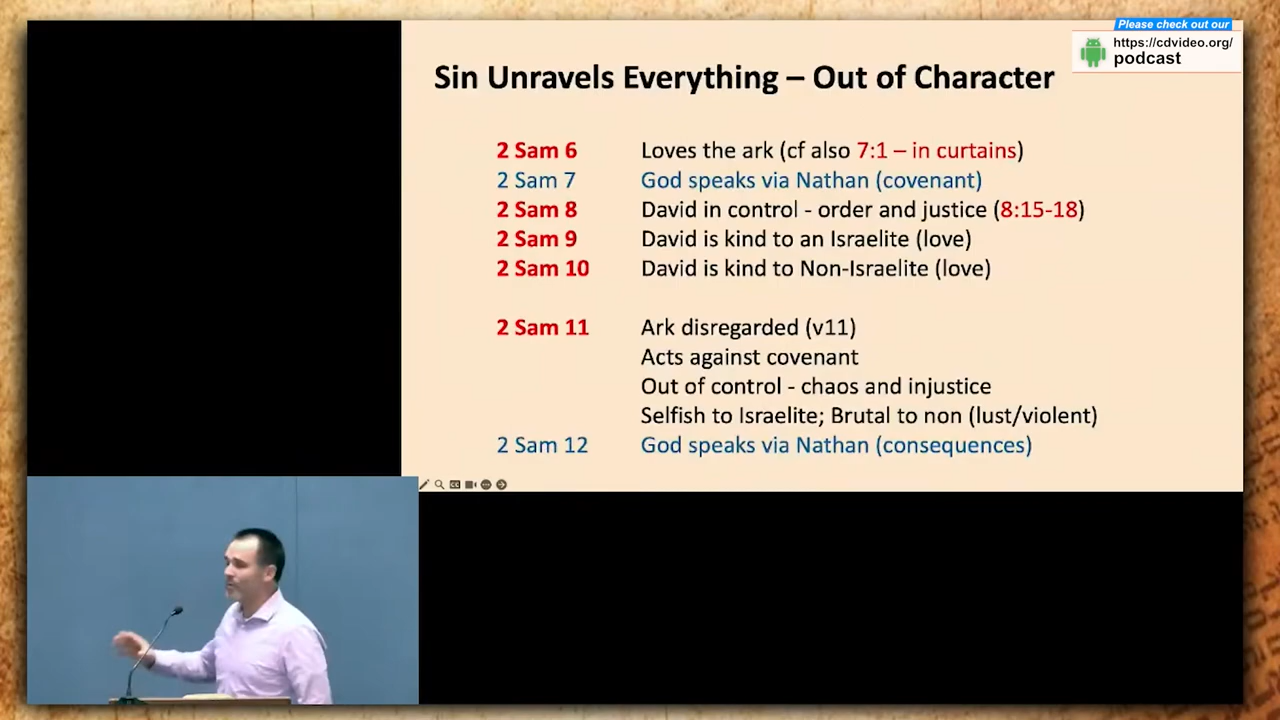 Please check out our
https://cdvideo.org/
podcast
Sin Unravels Everything – Out of Character
2 Sam 6 Loves the ark (cf also 7:1 – in curtains)
2 Sam 7 God speaks via Nathan (covenant)
2 Sam 8 David in control - order and justice (8:15-18)
2 Sam 9 David is kind to an Israelite (love)
2 Sam 10 David is kind to Non-Israelite (love)
2 Sam 11 Ark disregarded (v11)
Acts against covenant
Out of control - chaos and injustice
Selfish to Israelite; Brutal to non (lust/violent)
2 Sam 12 God speaks via Nathan (consequences)